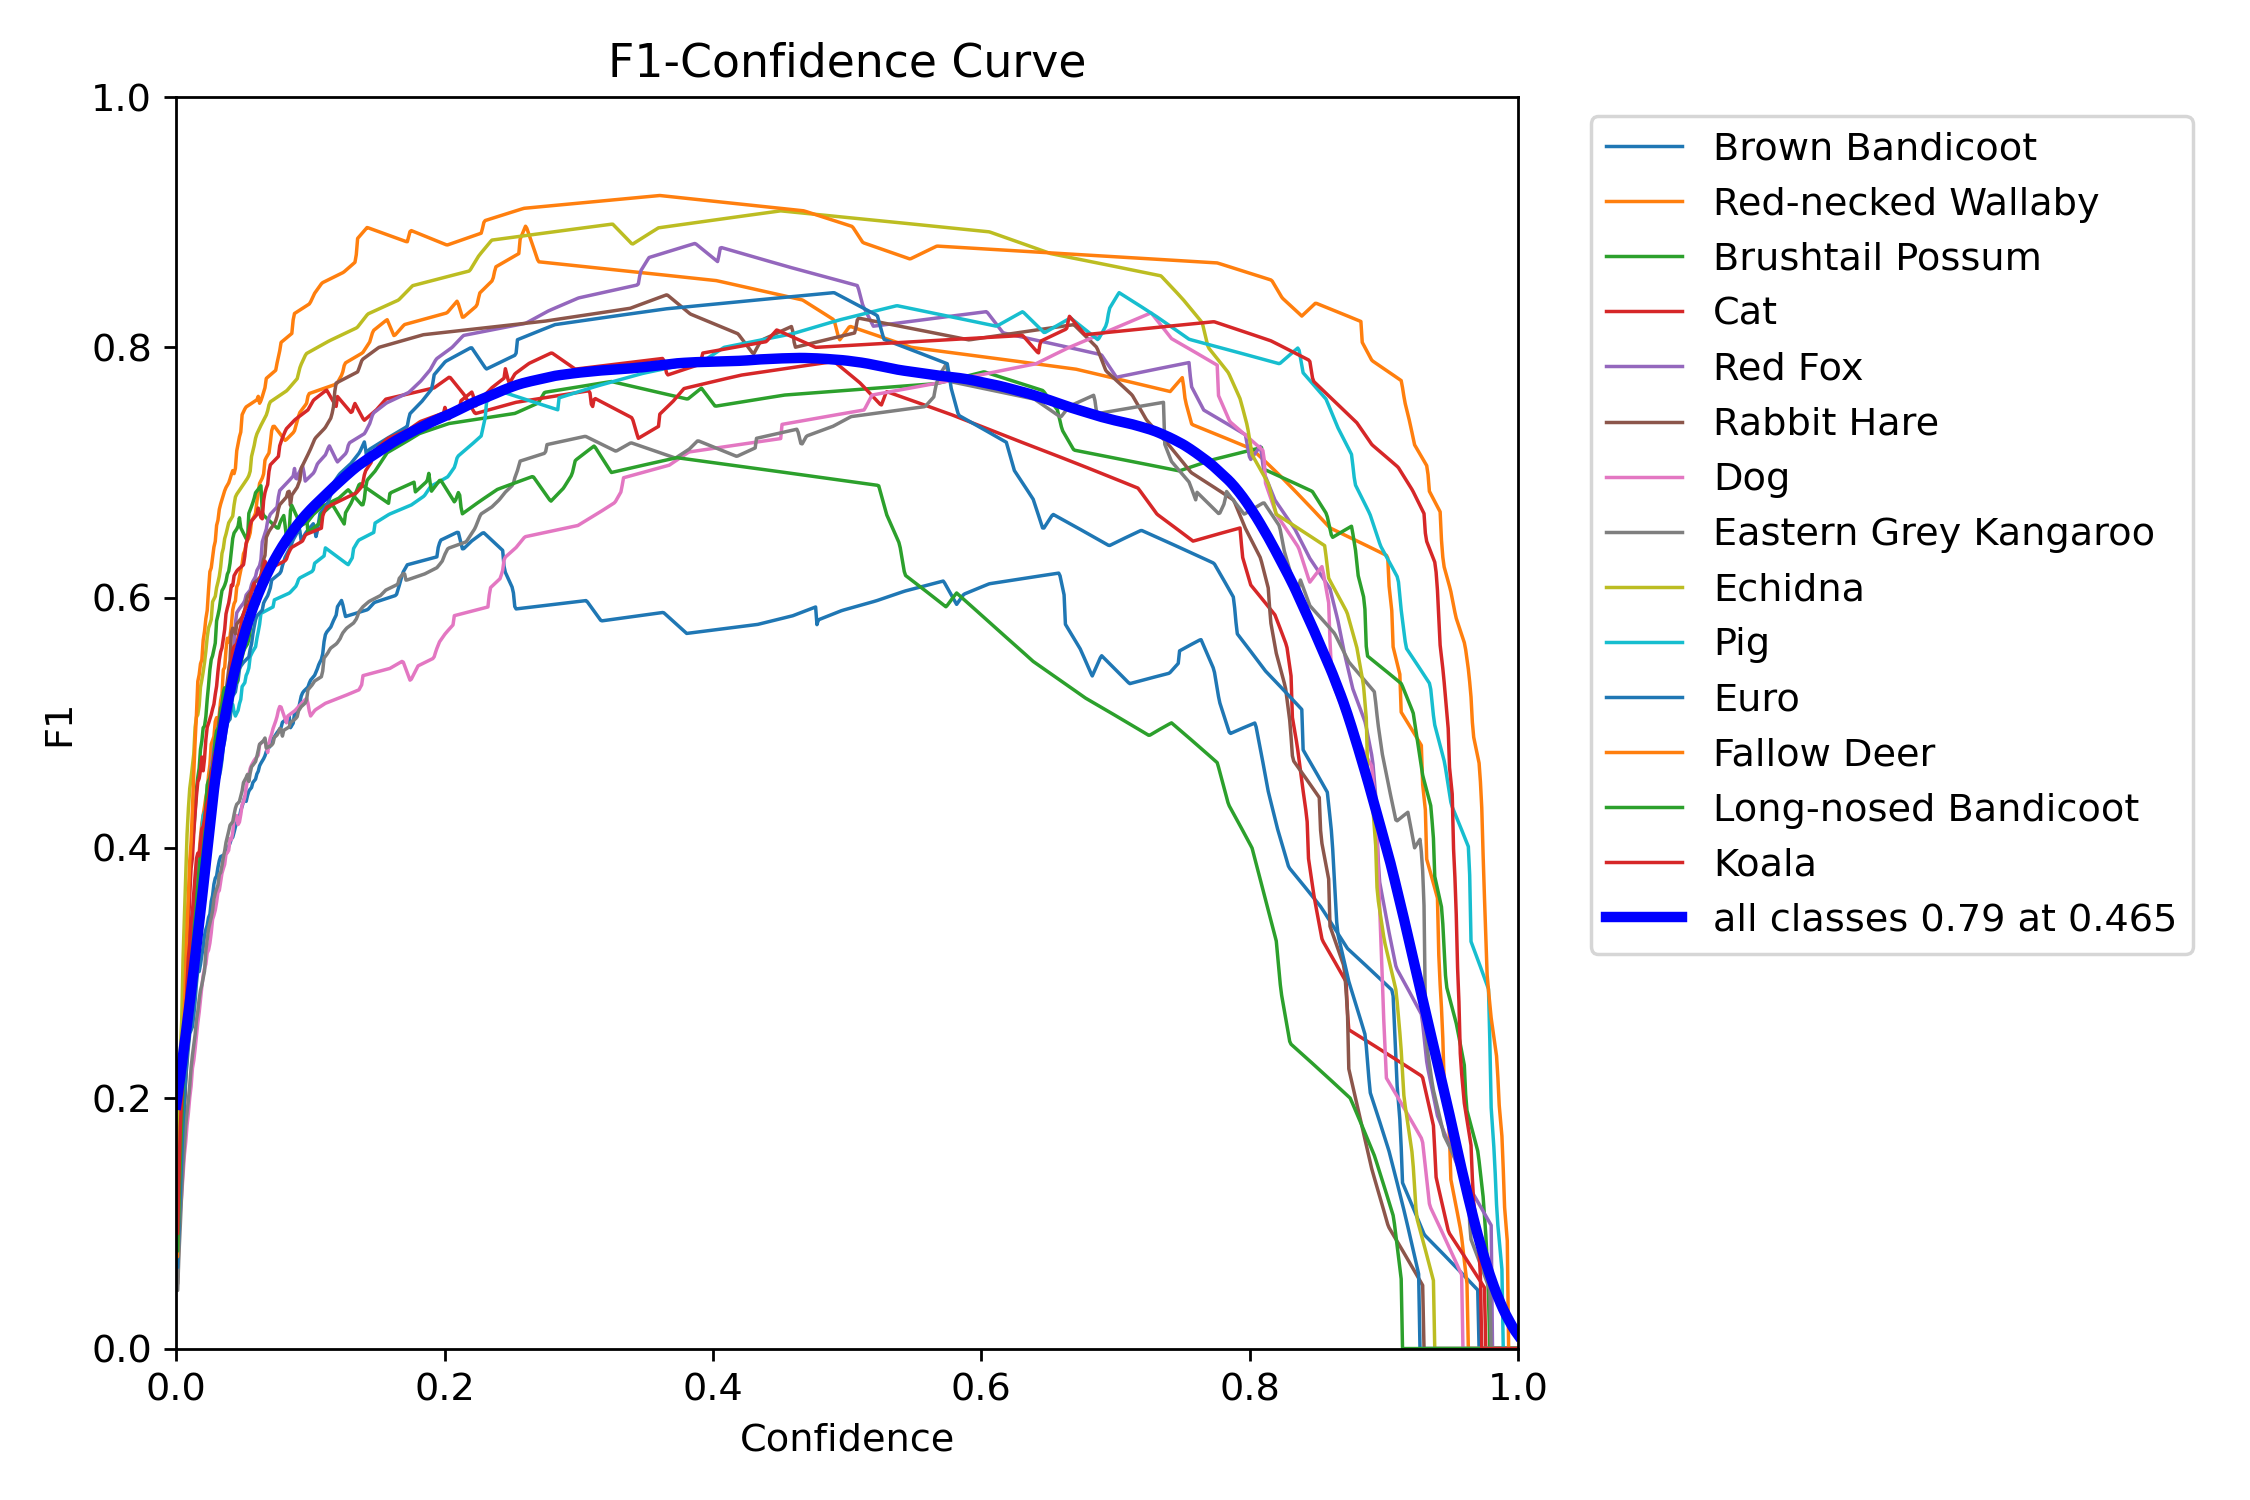 F1-Confidence Curve
1.0
0.8
0.6
0.4
0.2
0.0
F1
0.0 0.2 0.4 0.6 0.8 1.0
Confidence
Brown Bandicoot
Red-necked Wallaby
Brushtail Possum
Cat
Red Fox
Rabbit Hare
Dog
Eastern Grey Kangaroo
Echidna
Pig
Euro
Fallow Deer
Long-nosed Bandicoot
Koala
all classes 0.79 at 0.465